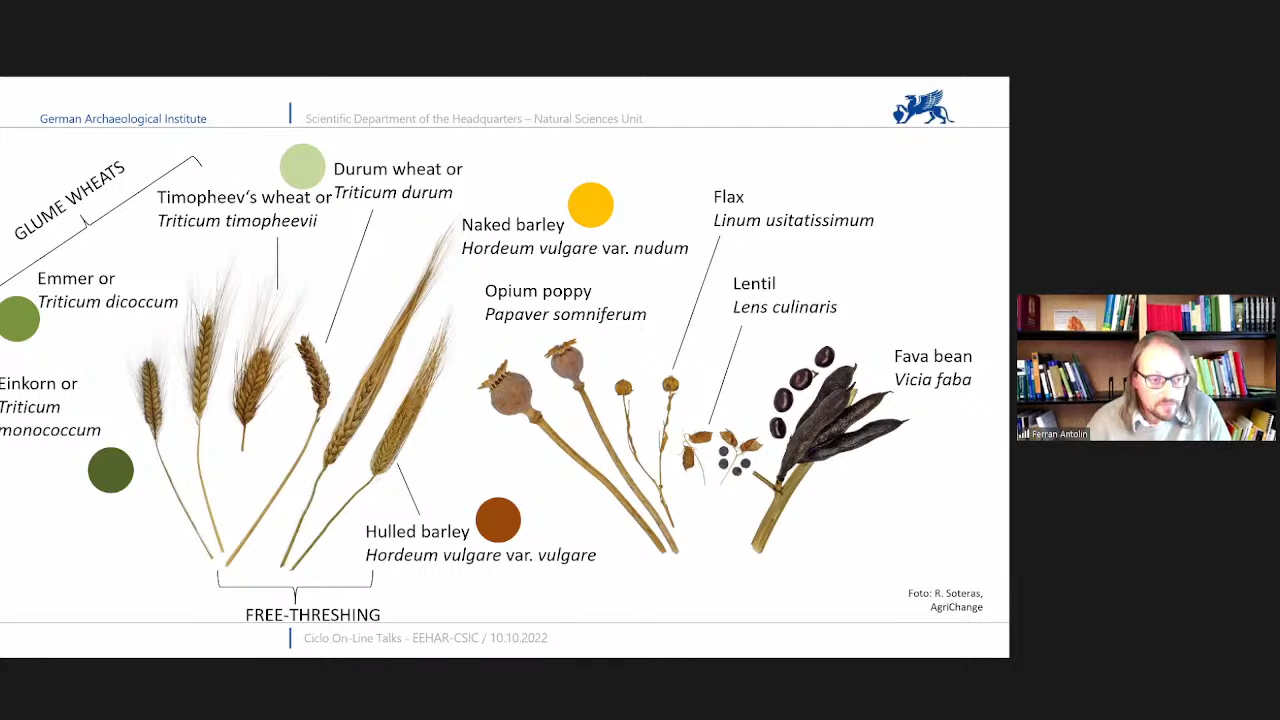 German Archaeological Institute
Scientific Department of the Headquarters – Natural Sciences Unit
GLUME WHEATS
Timopheev‘s wheat or
Triticum timopheevii
Durum wheat or
Triticum durum
Emmer or
Triticum dicoccum
Einkorn or
Triticum
monococcum
Naked barley
Hordeum vulgare var. nudum
Opium poppy
Papaver somniferum
Flax
Linum usitatissimum
Lentil
Lens culinaris
Fava bean
Vicia faba
Hulled barley
Hordeum vulgare var. vulgare
FREE-THRESHING
Foto: R. Soteras,
AgriChange
Ciclo On-Line Talks - EEHAR-CSIC / 10.10.2022
Ferran Antolín